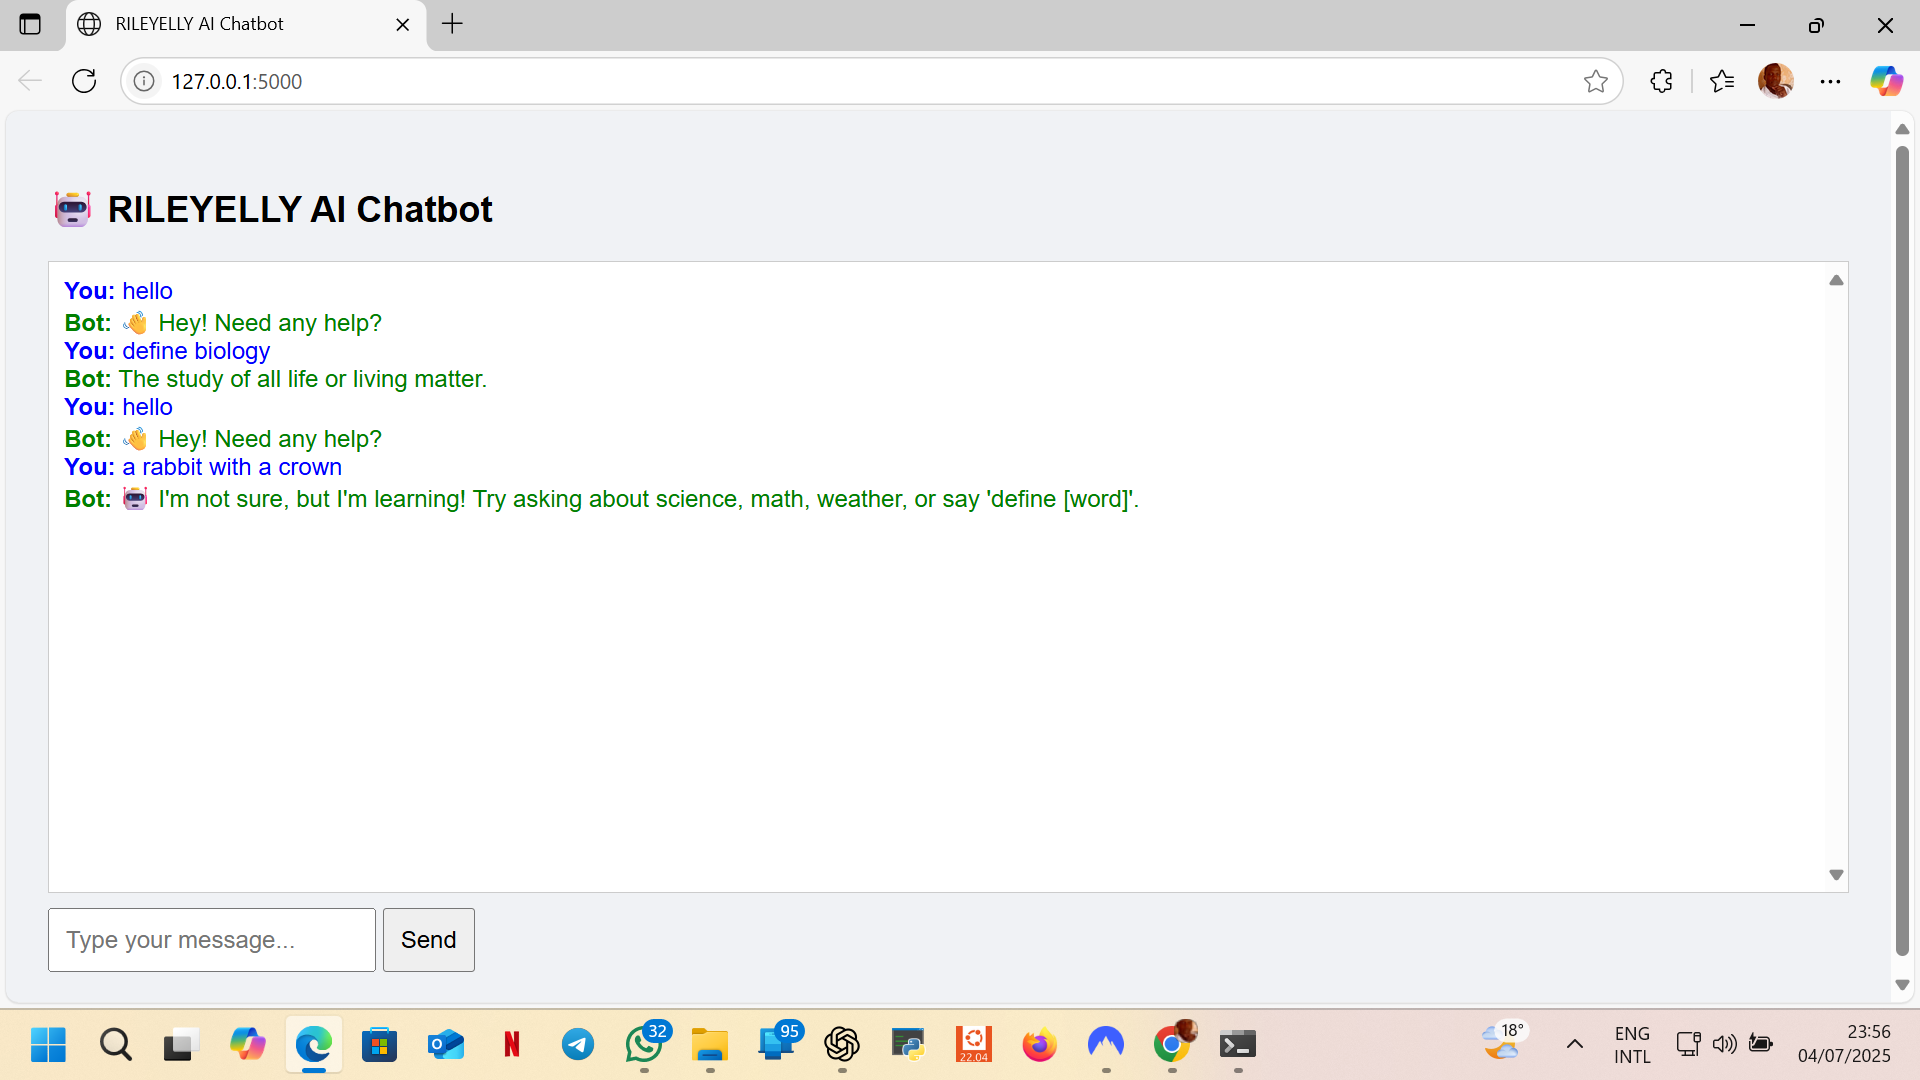 RILEYELLY AI Chatbot
127.0.0.1:5000
🤖 RILEYELLY AI Chatbot
You: hello
Bot: 👋 Hey! Need any help?
You: define biology
Bot: The study of all life or living matter.
You: hello
Bot: 👋 Hey! Need any help?
You: a rabbit with a crown
Bot: 🤖 I'm not sure, but I'm learning! Try asking about science, math, weather, or say 'define [word]'.
Type your message...
Send
32
95
22.04
18°
ENG
INTL
23:56
04/07/2025